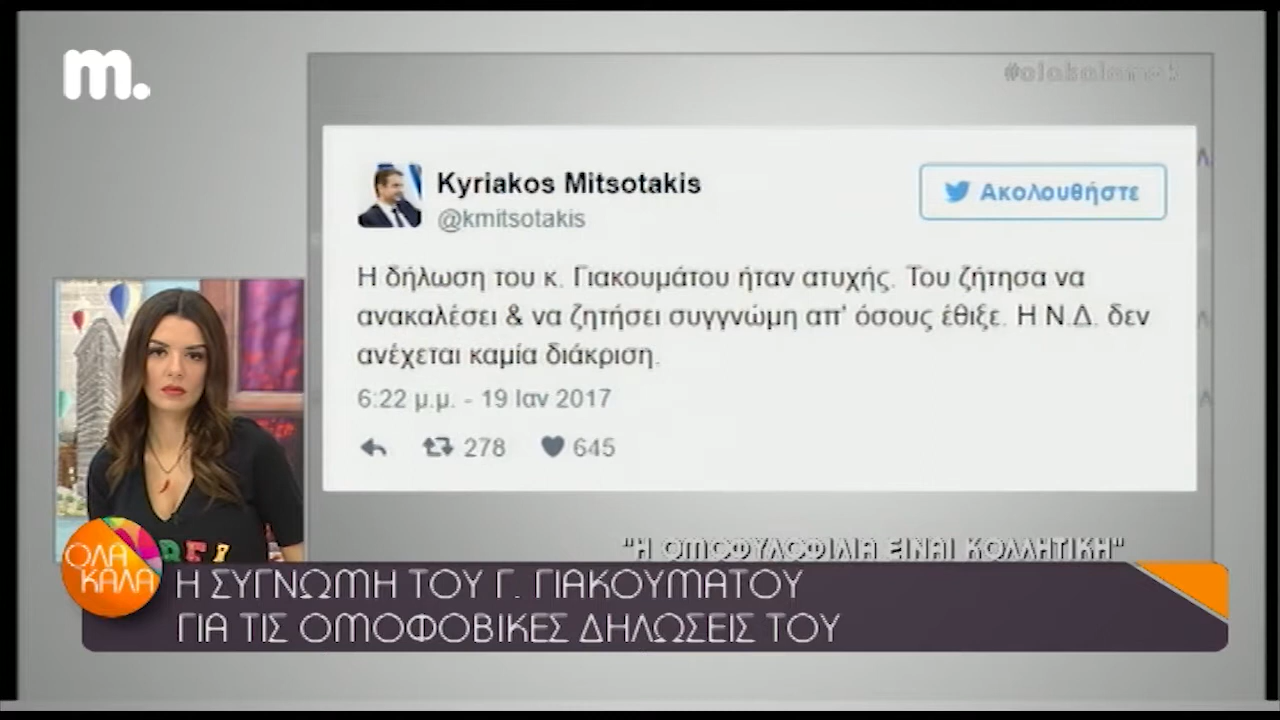 m.
#olakalamak
Kyriakos Mitsotakis
@kmitsotakis
Ακολουθήστε
Η δήλωση του κ. Γιακουμάτου ήταν ατυχής. Του ζήτησα να
ανακαλέσει & να ζητήσει συγγνώμη απ' όσους έθιξε. Η Ν.Δ. δεν
ανέχεται καμία διάκριση.
6:22 μ.μ. - 19 Ιαν 2017
278 645
"Η ΟΜΟΦΥΛΟΦΙΛΙΑ ΕΙΝΑΙ ΚΟΛΛΗΤΙΚΗ"
ΟΛΑ
ΚΑΛΑ
Η ΣΥΓΝΩΜΗ ΤΟΥ Γ. ΓΙΑΚΟΥΜΑΤΟΥ
ΓΙΑ ΤΙΣ ΟΜΟΦΟΒΙΚΕΣ ΔΗΛΩΣΕΙΣ ΤΟΥ